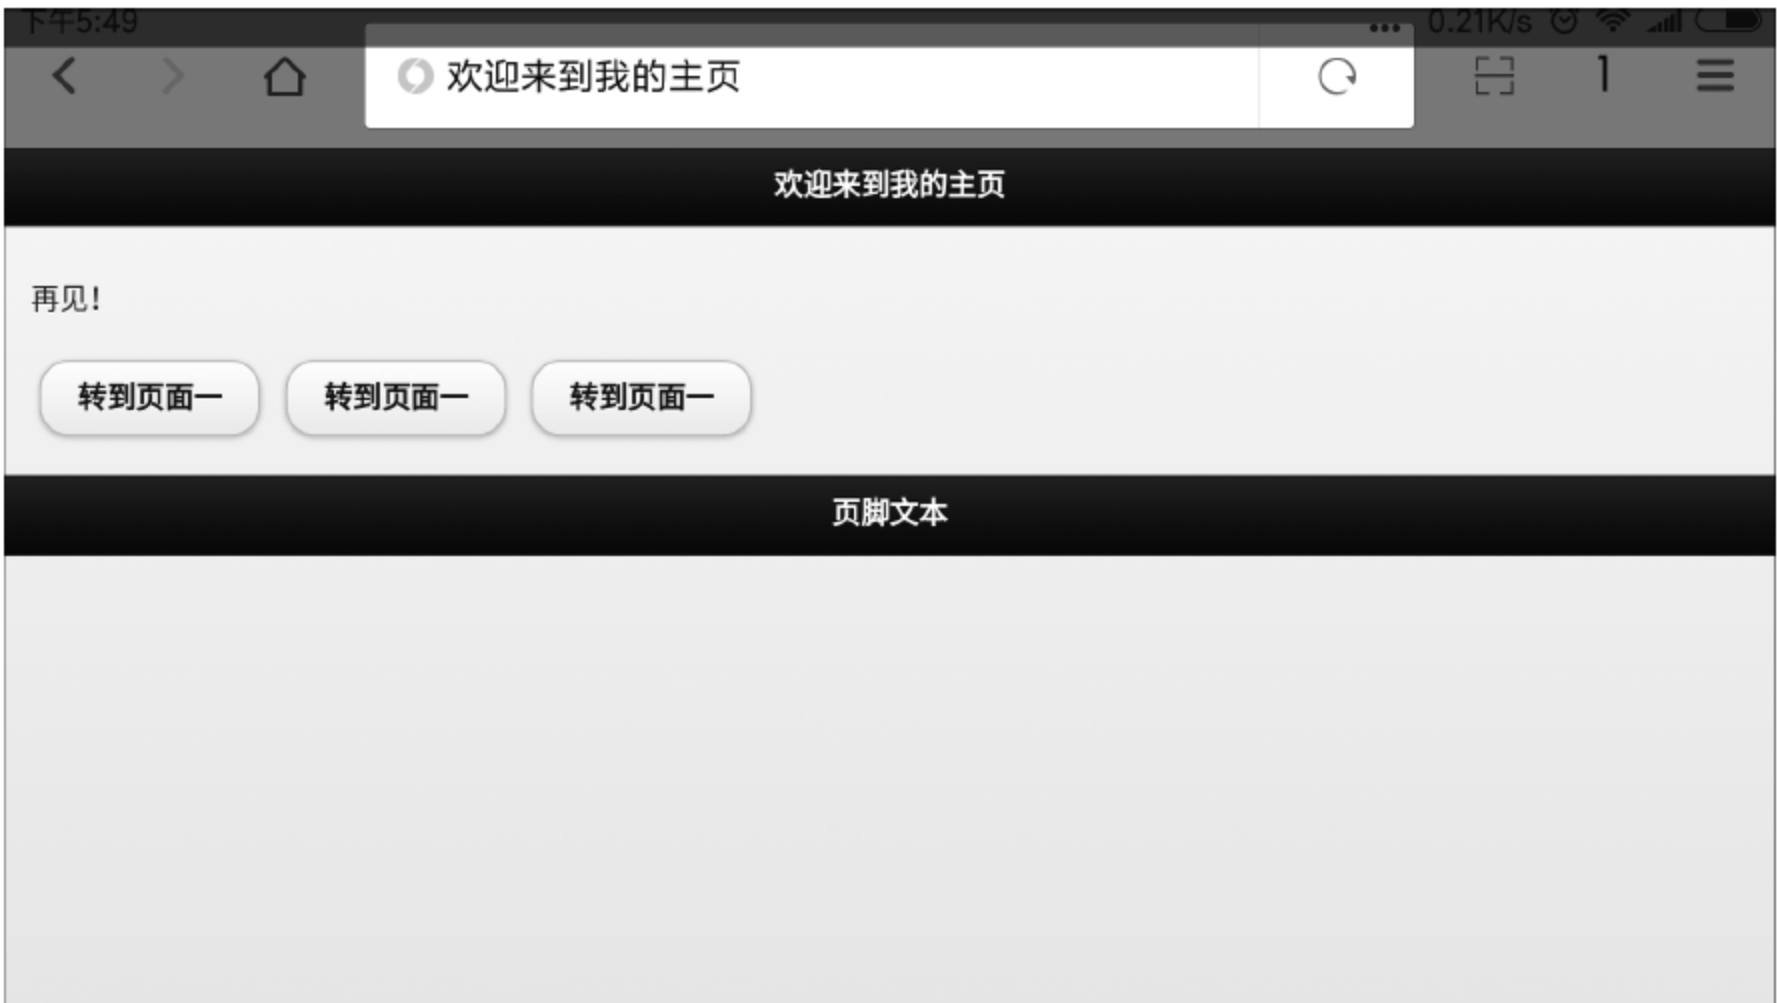 下午5:49 ... 0.21K/s
欢迎来到我的主页 1
欢迎来到我的主页
再见！
转到页面一 转到页面一 转到页面一
页脚文本